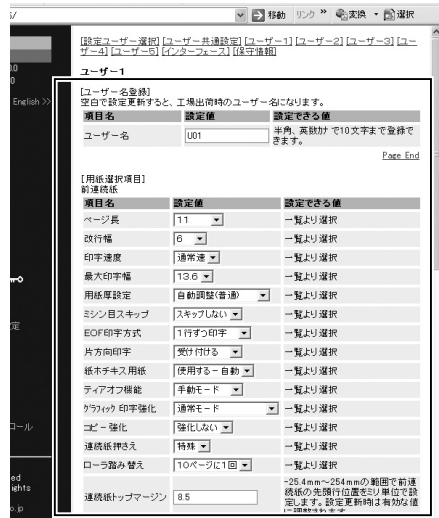 s/
移動 リンク » 変換 ▼ 選択
[設定ユーザー選択] [ユーザー共通設定] [ユーザー1] [ユーザー2] [ユーザー3] [ユー
ザー4] [ユーザー5] [インターフェース] [保守情報]
0
English >>
ユーザー1
[ユーザー名登録]
空白で設定更新すると、工場出荷時のユーザー名になります。
項目名 設定値 設定できる値
ユーザー名 U01 半角、英数カナ で10文字まで登録で
きます。
Page End
[用紙選択項目]
前連続紙
項目名 設定値 設定できる値
ページ長 11 一覧より選択
改行幅 6 一覧より選択
印字速度 通常速 一覧より選択
最大印字幅 13.6 一覧より選択
用紙厚設定 自動調整(普通) 一覧より選択
ミシン目スキップ スキップしない 一覧より選択
定
EOF印字方式 1行ずつ印字 一覧より選択
片方向印字 受け付ける 一覧より選択
紙ホチキス用紙 使用する-自動 一覧より選択
ティアオフ機能 手動モード 一覧より選択
グラフィック 印字強化 通常モード 一覧より選択
コピー強化 強化しない 一覧より選択
ロール
連続紙押さえ 特殊 一覧より選択
ローラ踏み替え 10ページに1回 一覧より選択
ed
ights
o.jp
連続紙トップマージン 8.5 -25.4mm~254mmの範囲で前連
続紙の先頭行位置をミリ単位で設
定します。設定更新時は有効な値